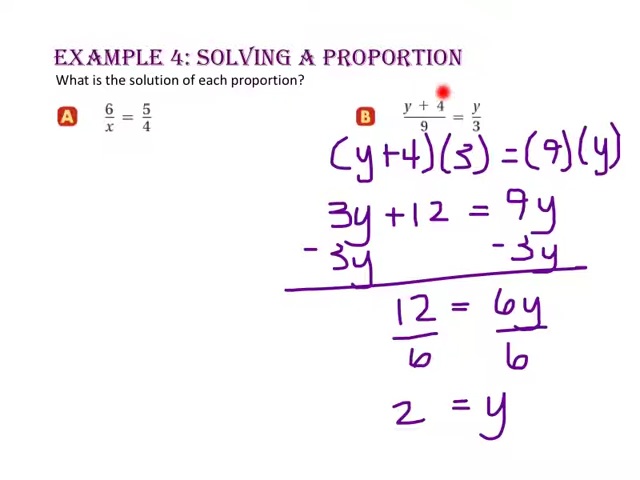 EXAMPLE 4: SOLVING A PROPORTION
What is the solution of each proportion?
A 6/x = 5/4
B y + 4/9 = y/3
(y+4)(3) = (9)(y)
3y + 12 = 9y
- 3y - 3y
12/6 = 6y/6
2 = y